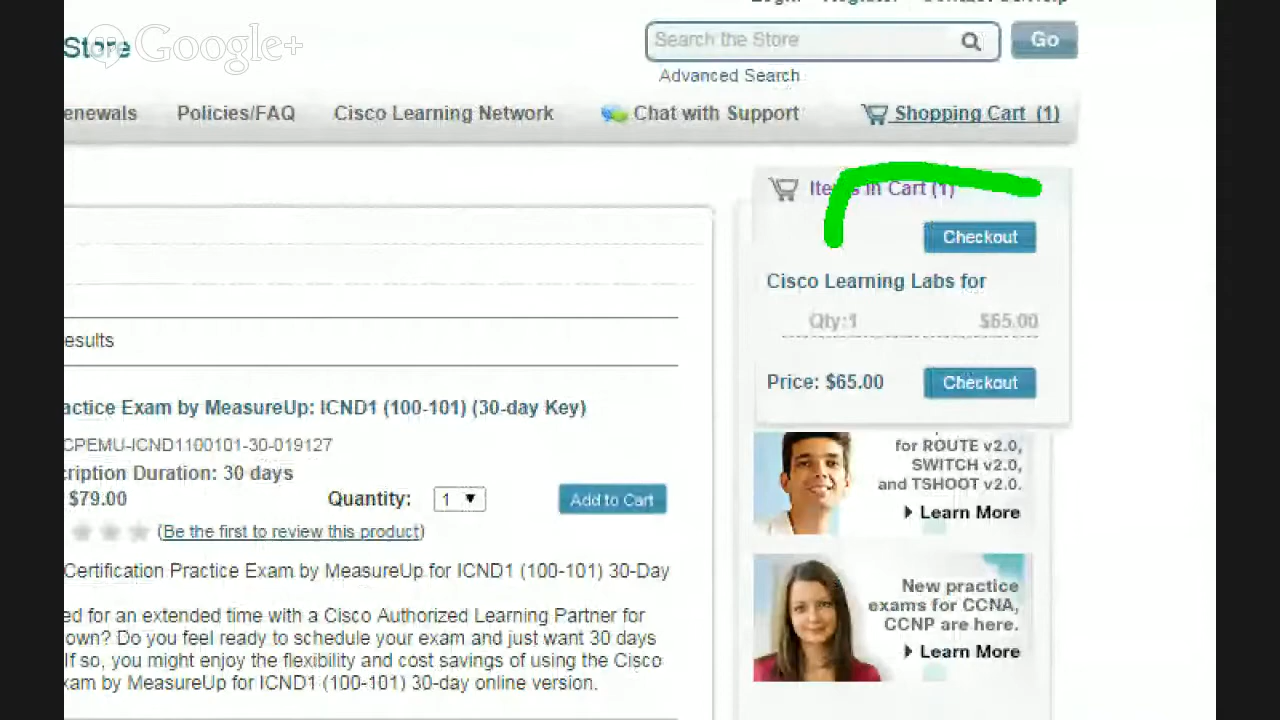 Google+
Store
Search the Store
Go
Advanced Search
enewals Policies/FAQ Cisco Learning Network Chat with Support Shopping Cart (1)
Items in Cart (1)
Checkout
Cisco Learning Labs for
Qty:1 $65.00
Price: $65.00 Checkout
esults
actice Exam by MeasureUp: ICND1 (100-101) (30-day Key)
CPEMU-ICND1100101-30-019127
cription Duration: 30 days
$79.00 Quantity: 1 Add to Cart
(Be the first to review this product)
Certification Practice Exam by MeasureUp for ICND1 (100-101) 30-Day
ed for an extended time with a Cisco Authorized Learning Partner for
own? Do you feel ready to schedule your exam and just want 30 days
If so, you might enjoy the flexibility and cost savings of using the Cisco
xam by MeasureUp for ICND1 (100-101) 30-day online version.
for ROUTE v2.0,
SWITCH v2.0,
and TSHOOT v2.0.
Learn More
New practice
exams for CCNA,
CCNP are here.
Learn More